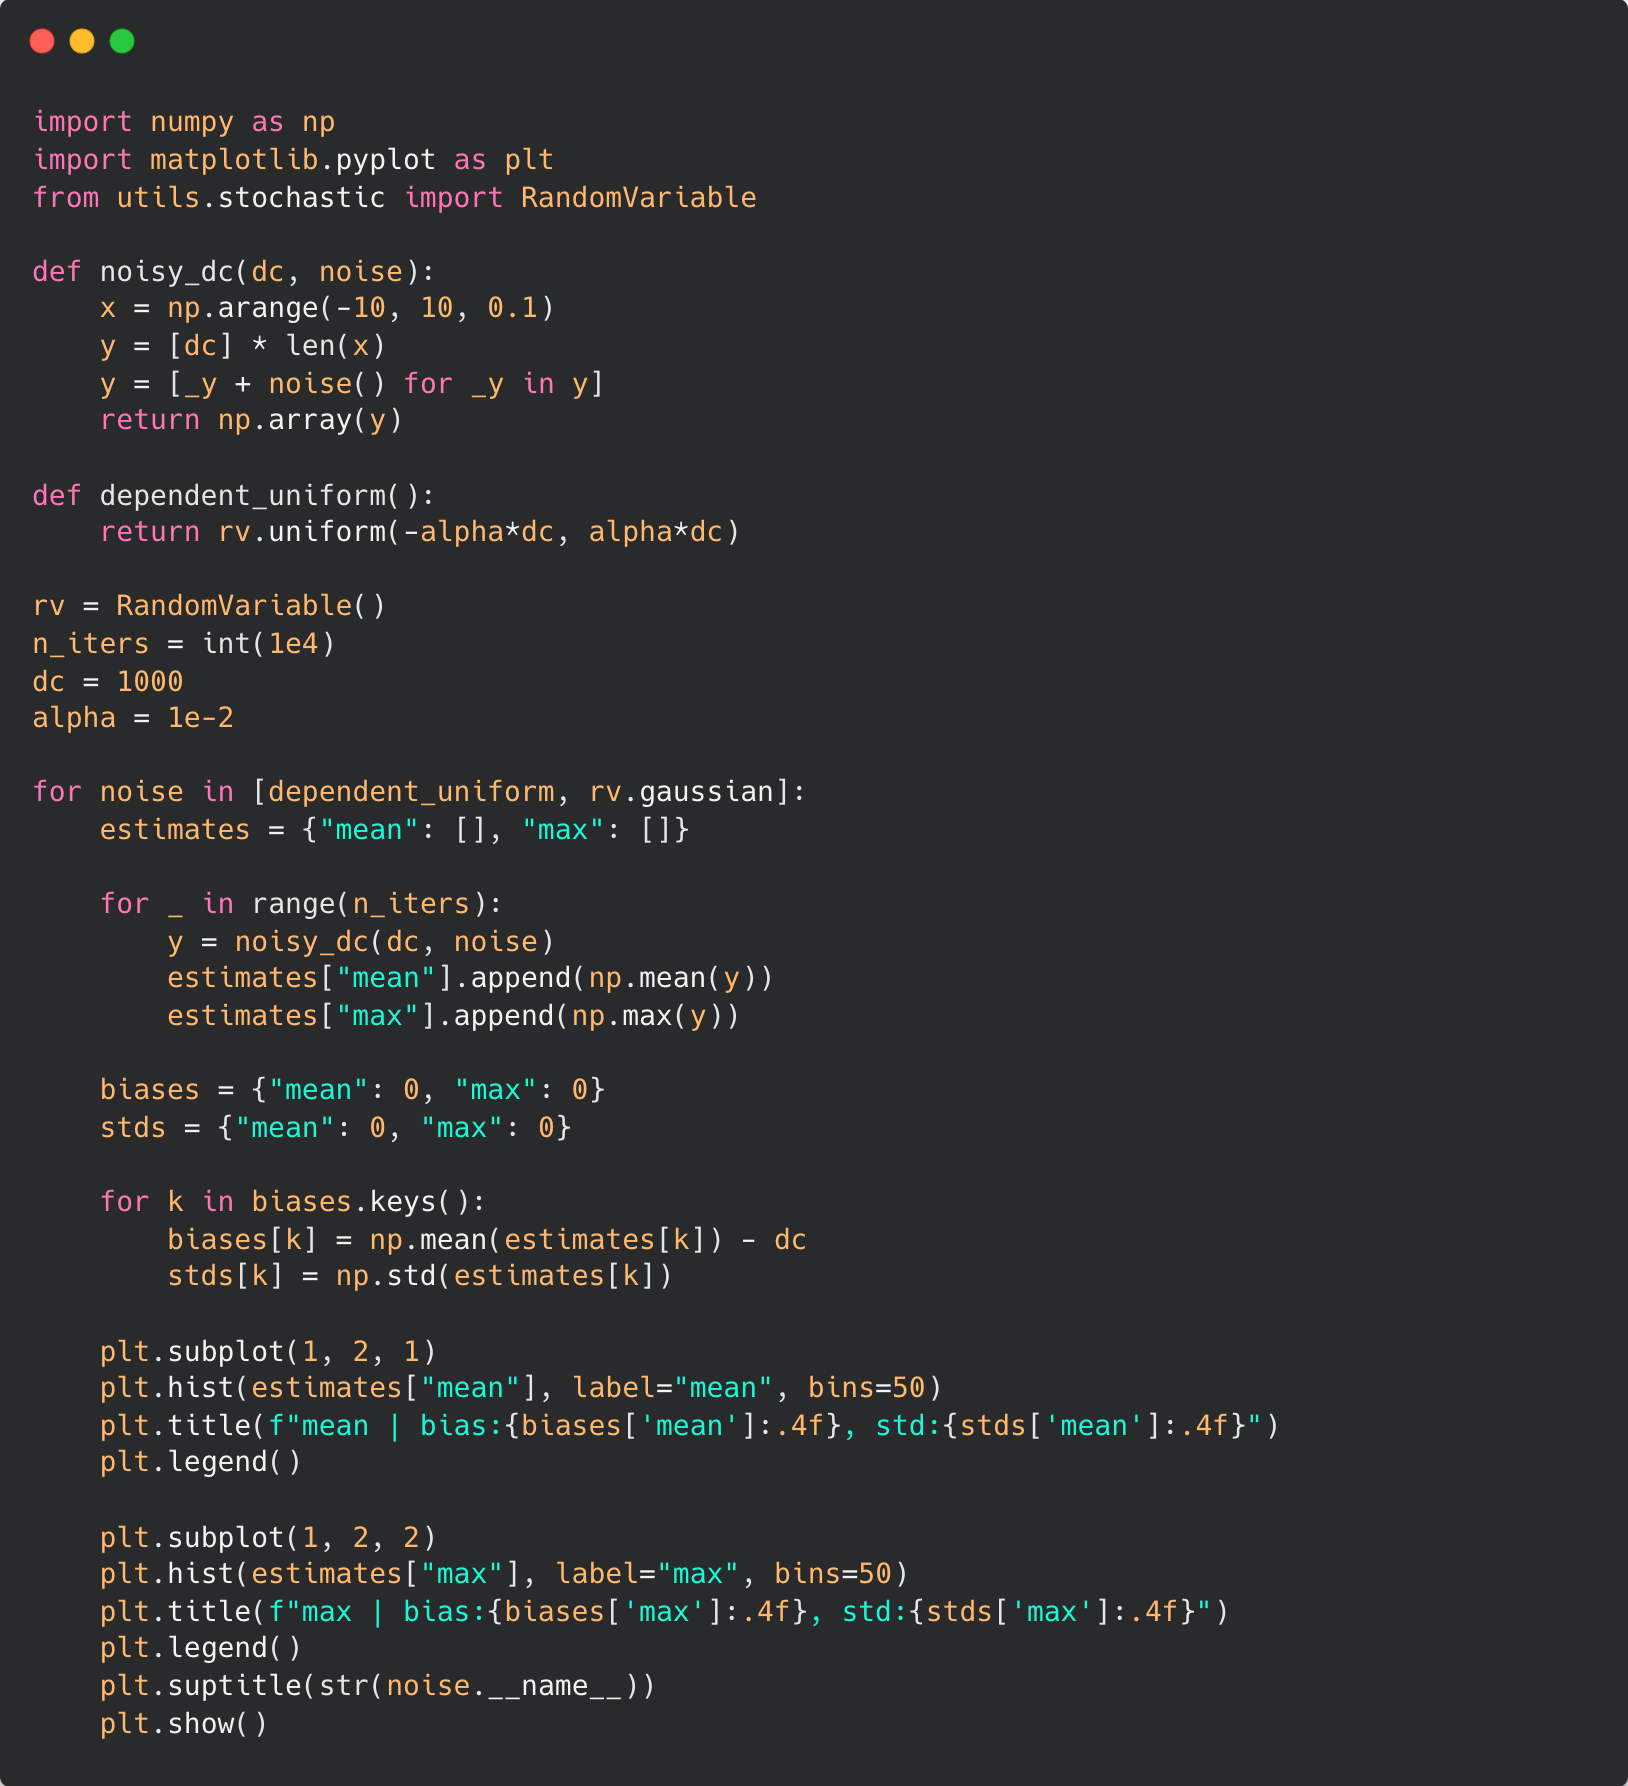 import numpy as np
import matplotlib.pyplot as plt
from utils.stochastic import RandomVariable

def noisy_dc(dc, noise):
    x = np.arange(-10, 10, 0.1)
    y = [dc] * len(x)
    y = [_y + noise() for _y in y]
    return np.array(y)

def dependent_uniform():
    return rv.uniform(-alpha*dc, alpha*dc)

rv = RandomVariable()
n_iters = int(1e4)
dc = 1000
alpha = 1e-2

for noise in [dependent_uniform, rv.gaussian]:
    estimates = {"mean": [], "max": []}

    for _ in range(n_iters):
        y = noisy_dc(dc, noise)
        estimates["mean"].append(np.mean(y))
        estimates["max"].append(np.max(y))

    biases = {"mean": 0, "max": 0}
    stds = {"mean": 0, "max": 0}

    for k in biases.keys():
        biases[k] = np.mean(estimates[k]) - dc
        stds[k] = np.std(estimates[k])

    plt.subplot(1, 2, 1)
    plt.hist(estimates["mean"], label="mean", bins=50)
    plt.title(f"mean | bias:{biases['mean']:.4f}, std:{stds['mean']:.4f}")
    plt.legend()

    plt.subplot(1, 2, 2)
    plt.hist(estimates["max"], label="max", bins=50)
    plt.title(f"max | bias:{biases['max']:.4f}, std:{stds['max']:.4f}")
    plt.legend()
    plt.suptitle(str(noise.__name__))
    plt.show()